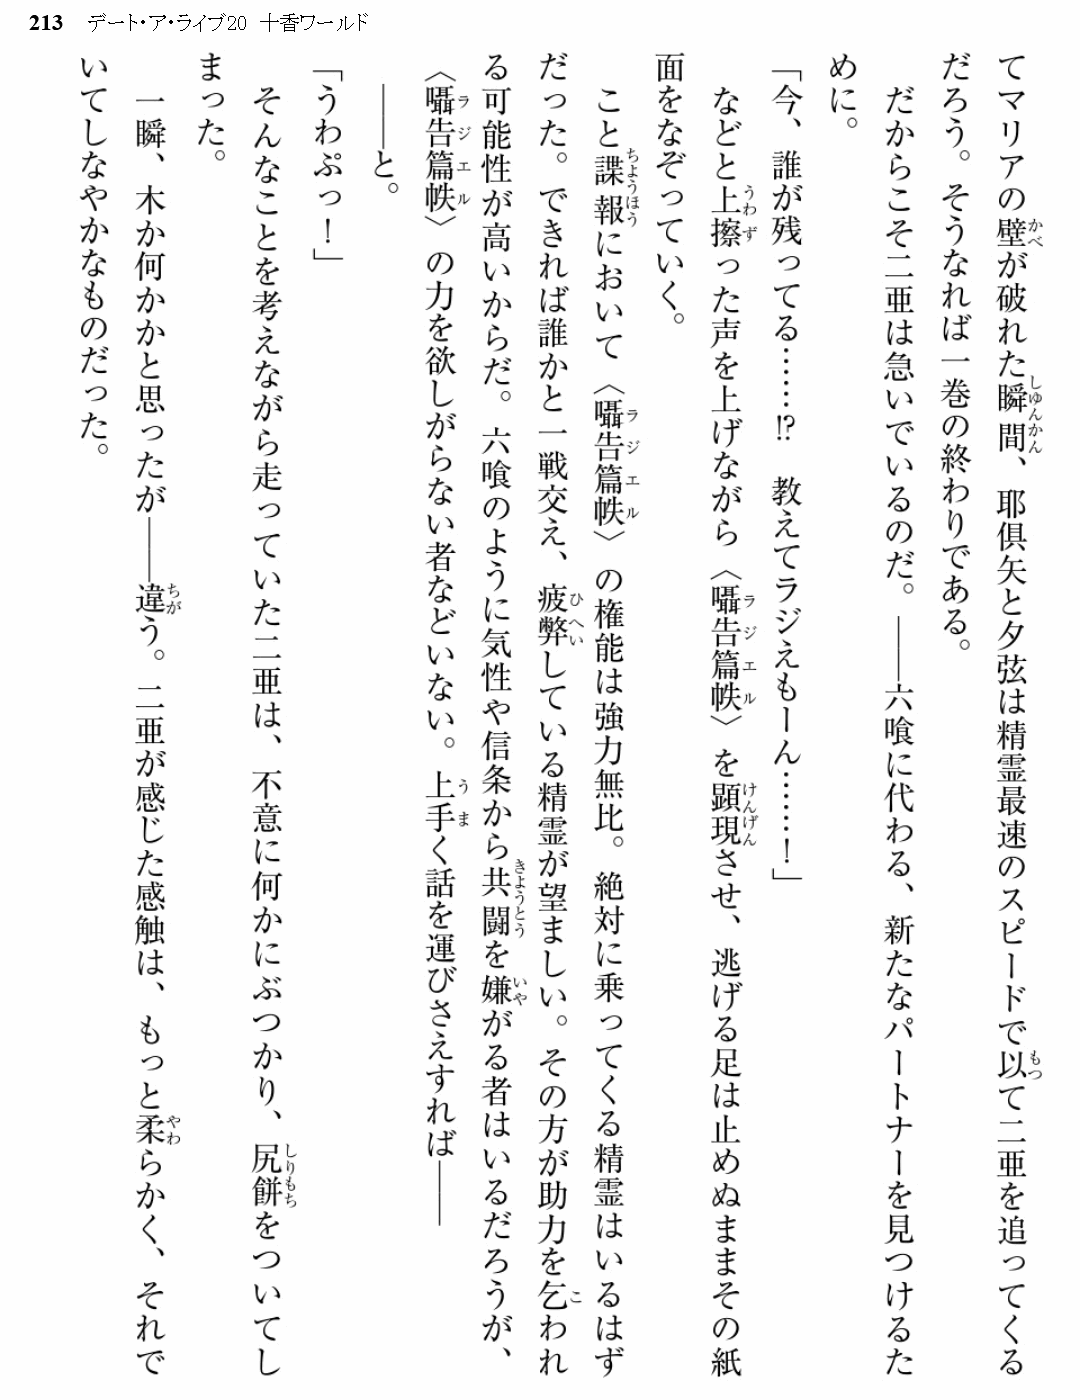 213 デート・ア・ライブ20 十香ワールド
てマリアの壁が破れた瞬間、耶倶矢と夕弦は精霊最速のスピードで以て二亜を追ってくる
だろう。そうなれば一巻の終わりである。
だからこそ二亜は急いでいるのだ。――六喰に代わる、新たなパートナーを見つけるた
めに。
「今、誰が残ってる……⁉ 教えてラジえもーん……！」
などと上擦った声を上げながら〈囁告篇帙〉を顕現させ、逃げる足は止めぬままその紙
面をなぞっていく。
こと諜報において〈囁告篇帙〉の権能は強力無比。絶対に乗ってくる精霊はいるはず
だった。できれば誰かと一戦交え、疲弊している精霊が望ましい。その方が助力を乞われ
る可能性が高いからだ。六喰のように気性や信条から共闘を嫌がる者はいるだろうが、
〈囁告篇帙〉の力を欲しがらない者などいない。上手く話を運びさえすれば――
――と。
「うわぷっ！」
そんなことを考えながら走っていた二亜は、不意に何かにぶつかり、尻餅をついてし
まった。
一瞬、木か何かかと思ったが――違う。二亜が感じた感触は、もっと柔らかく、それで
いてしなやかなものだった。